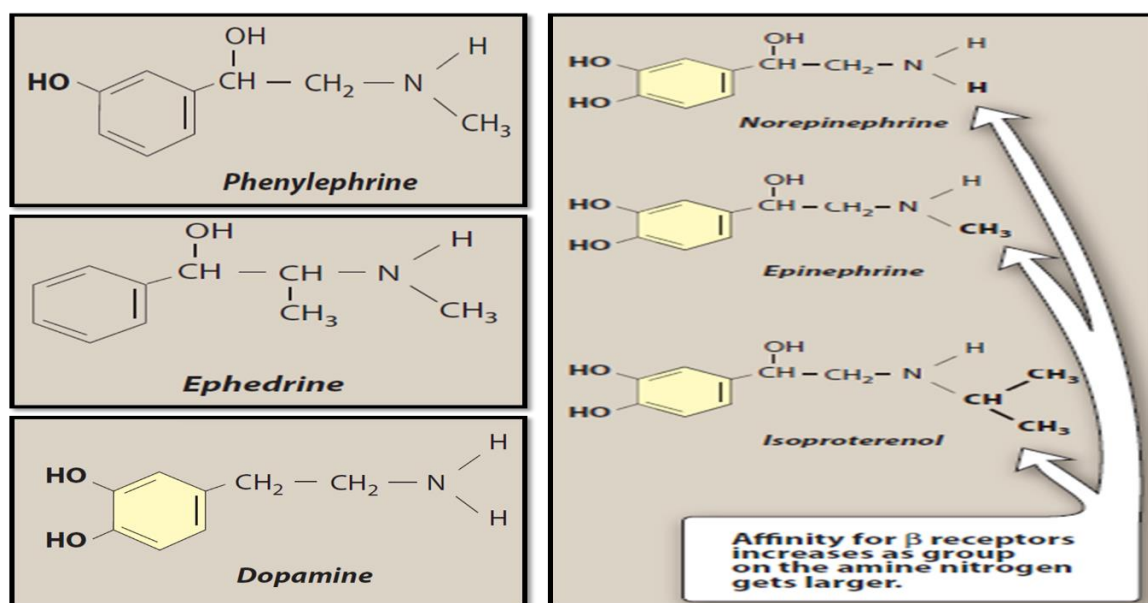 OH
H
HO
CH – CH₂ – N
CH₃
Phenylephrine
OH
H
CH – CH – N
CH₃
CH₃
Ephedrine
H
HO
CH₂ – CH₂ – N
HO
H
Dopamine
OH
H
HO
CH – CH₂ – N
HO
H
Norepinephrine
OH
H
HO
CH – CH₂ – N
HO
CH₃
Epinephrine
OH
H
HO
CH – CH₂ – N
CH₃
HO
CH
CH₃
Isoproterenol
Affinity for β receptors
increases as group
on the amine nitrogen
gets larger.